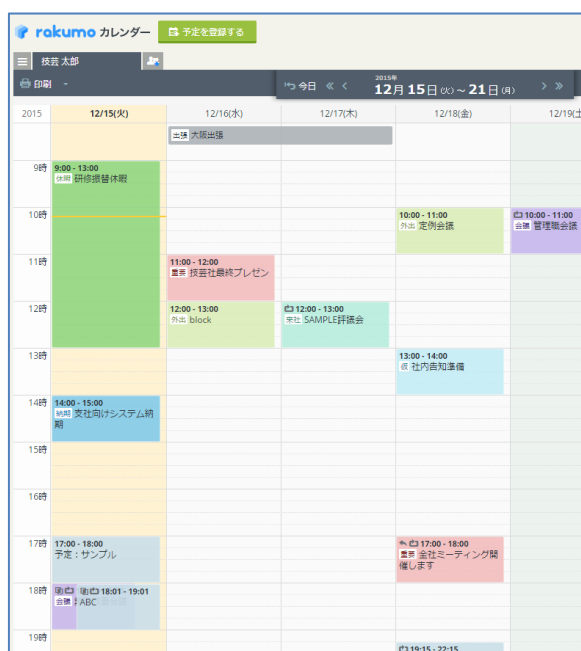 rakumo カレンダー 予定を登録する
技芸 太郎
印刷
今日 « ‹ 2015年 12月 15日 (火) ～ 21日 (月) › »
2015 12/15(火) 12/16(水) 12/17(木) 12/18(金) 12/19(土
出張 大阪出張
9時 9:00 - 13:00
休暇 研修振替休暇
10時 10:00 - 11:00 10:00 - 11:00
外出 定例会議 会議 管理職会議
11時 11:00 - 12:00
重要 技芸社最終プレゼン
12時 12:00 - 13:00 12:00 - 13:00
外出 block 来社 SAMPLE評議会
13時 13:00 - 14:00
仮 社内告知準備
14時 14:00 - 15:00
納期 支社向けシステム納
期
15時
16時
17時 17:00 - 18:00 17:00 - 18:00
予定：サンプル 重要 全社ミーティング開
催します
18時 18:01 - 19:01
会議 ABC
19時 19:15 - 22:15